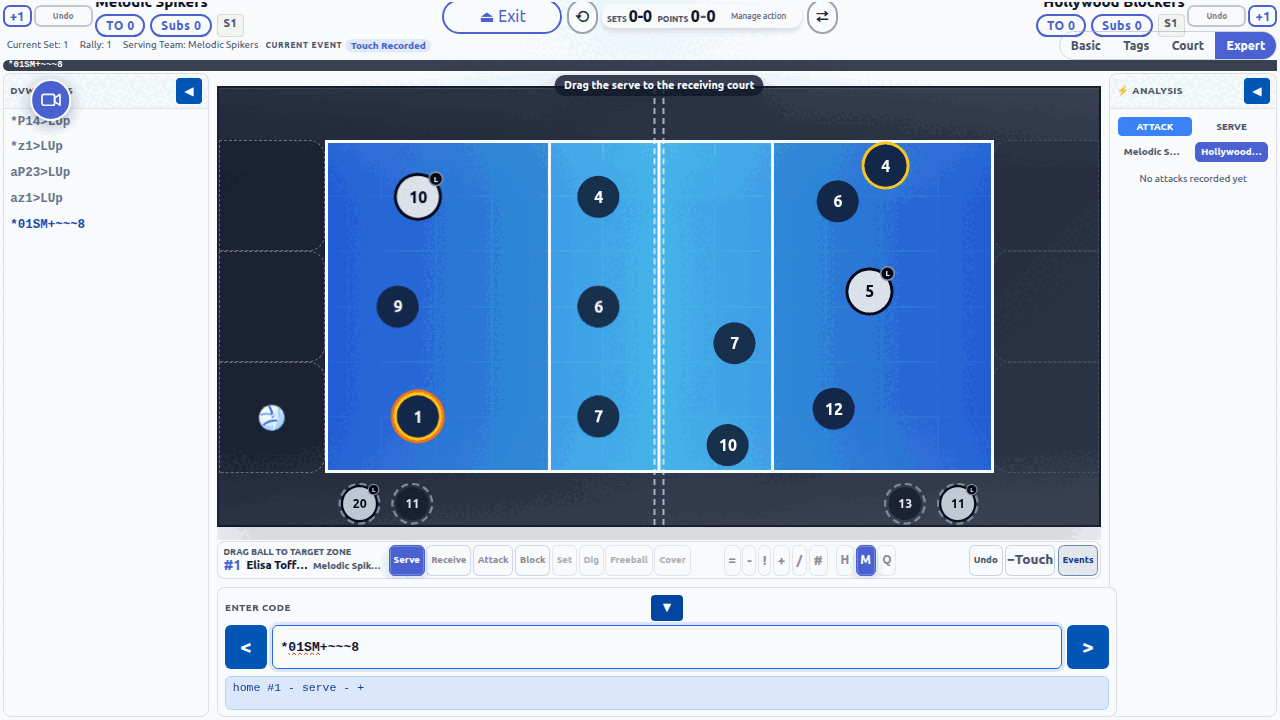 +1
Undo
Melodic Spikers
TO 0
Subs 0
S1
Exit
SETS 0-0 POINTS 0-0
Manage action
Hollywood Blockers
TO 0
Subs 0
S1
Undo
+1
Current Set: 1 Rally: 1 Serving Team: Melodic Spikers CURRENT EVENT Touch Recorded
Basic
Tags
Court
Expert
*01SM+~~~8
*P14>LUp
*z1>LUp
aP23>LUp
az1>LUp
*01SM+~~~8
Drag the serve to the receiving court
10
L
4
4
6
9
6
5
L
7
1
7
12
10
20
L
11
13
11
L
ANALYSIS
ATTACK
SERVE
Melodic S...
Hollywood...
No attacks recorded yet
DRAG BALL TO TARGET ZONE
#1 Elisa Toff... Melodic Spik...
Serve
Receive
Attack
Block
Set
Dig
Freeball
Cover
=
-
!
+
/
#
H
M
Q
Undo
−Touch
Events
ENTER CODE
<
*01SM+~~~8
>
home #1 - serve - +